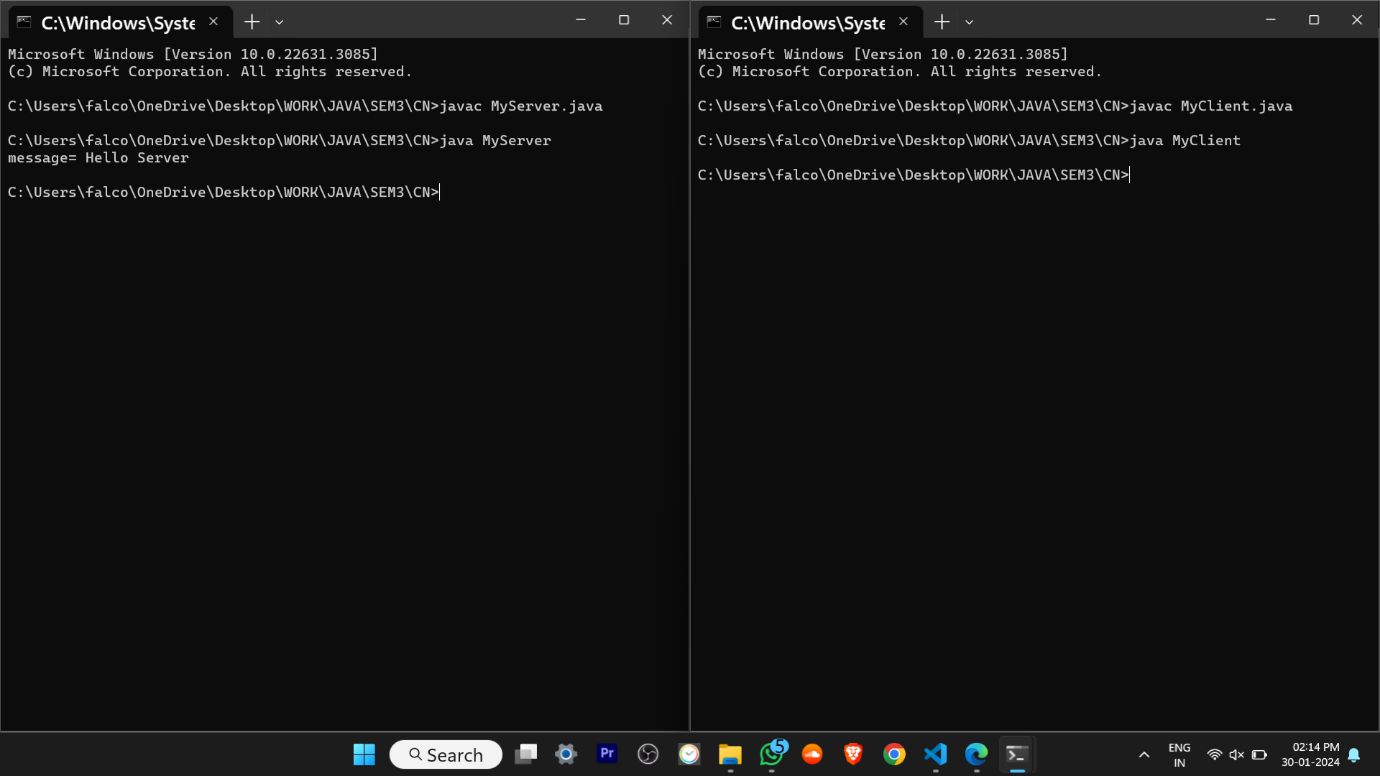 C:\Windows\Syste
Microsoft Windows [Version 10.0.22631.3085]
(c) Microsoft Corporation. All rights reserved.
C:\Users\falco\OneDrive\Desktop\WORK\JAVA\SEM3\CN>javac MyServer.java
C:\Users\falco\OneDrive\Desktop\WORK\JAVA\SEM3\CN>java MyServer
message= Hello Server
C:\Users\falco\OneDrive\Desktop\WORK\JAVA\SEM3\CN>
C:\Windows\Syste
Microsoft Windows [Version 10.0.22631.3085]
(c) Microsoft Corporation. All rights reserved.
C:\Users\falco\OneDrive\Desktop\WORK\JAVA\SEM3\CN>javac MyClient.java
C:\Users\falco\OneDrive\Desktop\WORK\JAVA\SEM3\CN>java MyClient
C:\Users\falco\OneDrive\Desktop\WORK\JAVA\SEM3\CN>
Search
Pr
5
ENG
IN
02:14 PM
30-01-2024